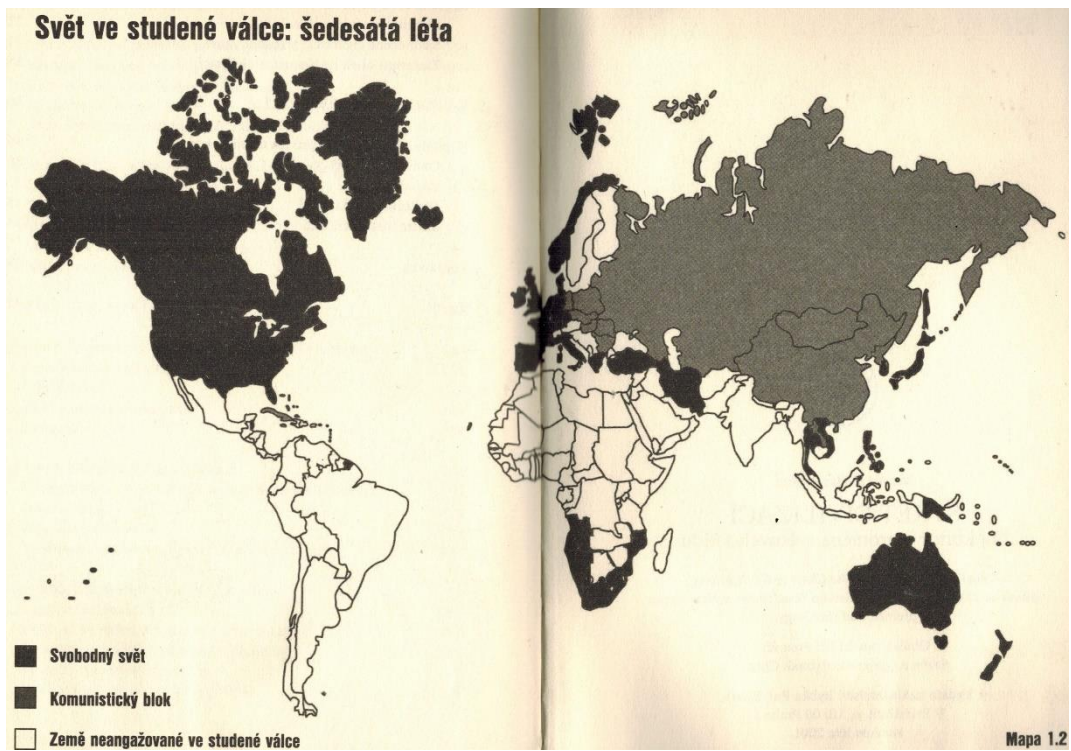 Svět ve studené válce: šedesátá léta
Svobodný svět
Komunistický blok
Země neangažované ve studené válce
Mapa 1.2